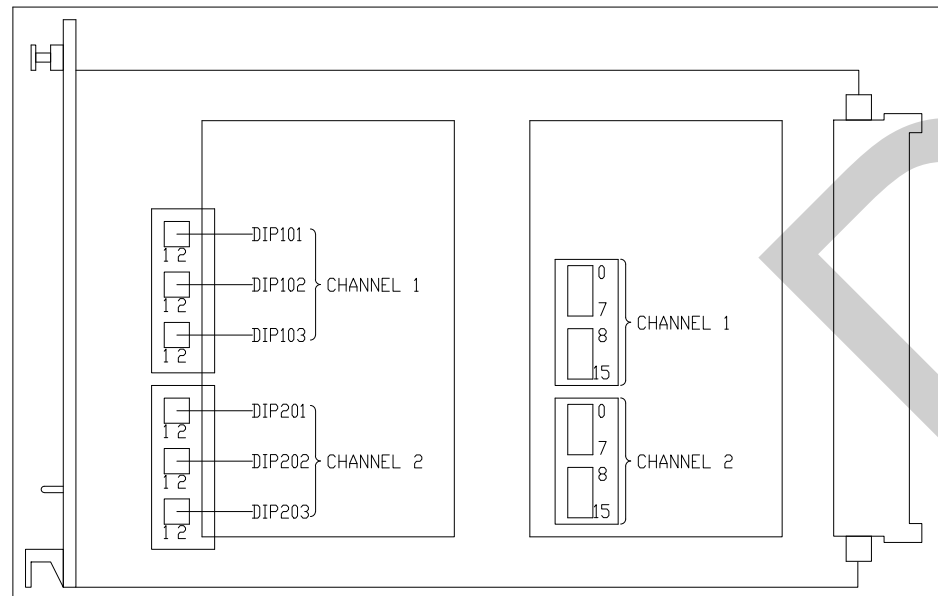 DIP101
1 2
DIP102 CHANNEL 1
1 2
DIP103
1 2
DIP201
1 2
DIP202 CHANNEL 2
1 2
DIP203
1 2
0
7
CHANNEL 1
8
15
0
7
CHANNEL 2
8
15